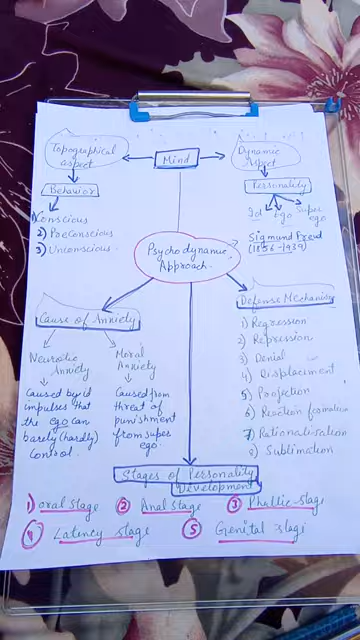 Topographical
aspect
Mind
Dynamic
Aspect
Behavior
1) Conscious
2) Preconscious
3) Unconscious.
Personality
Id ego Super
ego
Sigmund Freud
(1856-1939)
Psychodynamic
Approach.
Cause of Anxiety
Neurotic
Anxiety
Caused by id
impulses that
the ego can
barely (hardly)
control.
Moral
Anxiety
Caused from
threat of
punishment
from super
ego.
Defense Mechanism
1) Regression
2) Repression
3) Denial
4) Displacement
5) Projection
6) Reaction formation
7) Rationalisation
8) Sublimation
Stages of Personality
Development
1) Oral Stage 2 Anal Stage 3 Phallic Stage
4 Latency stage 5 Genital stage